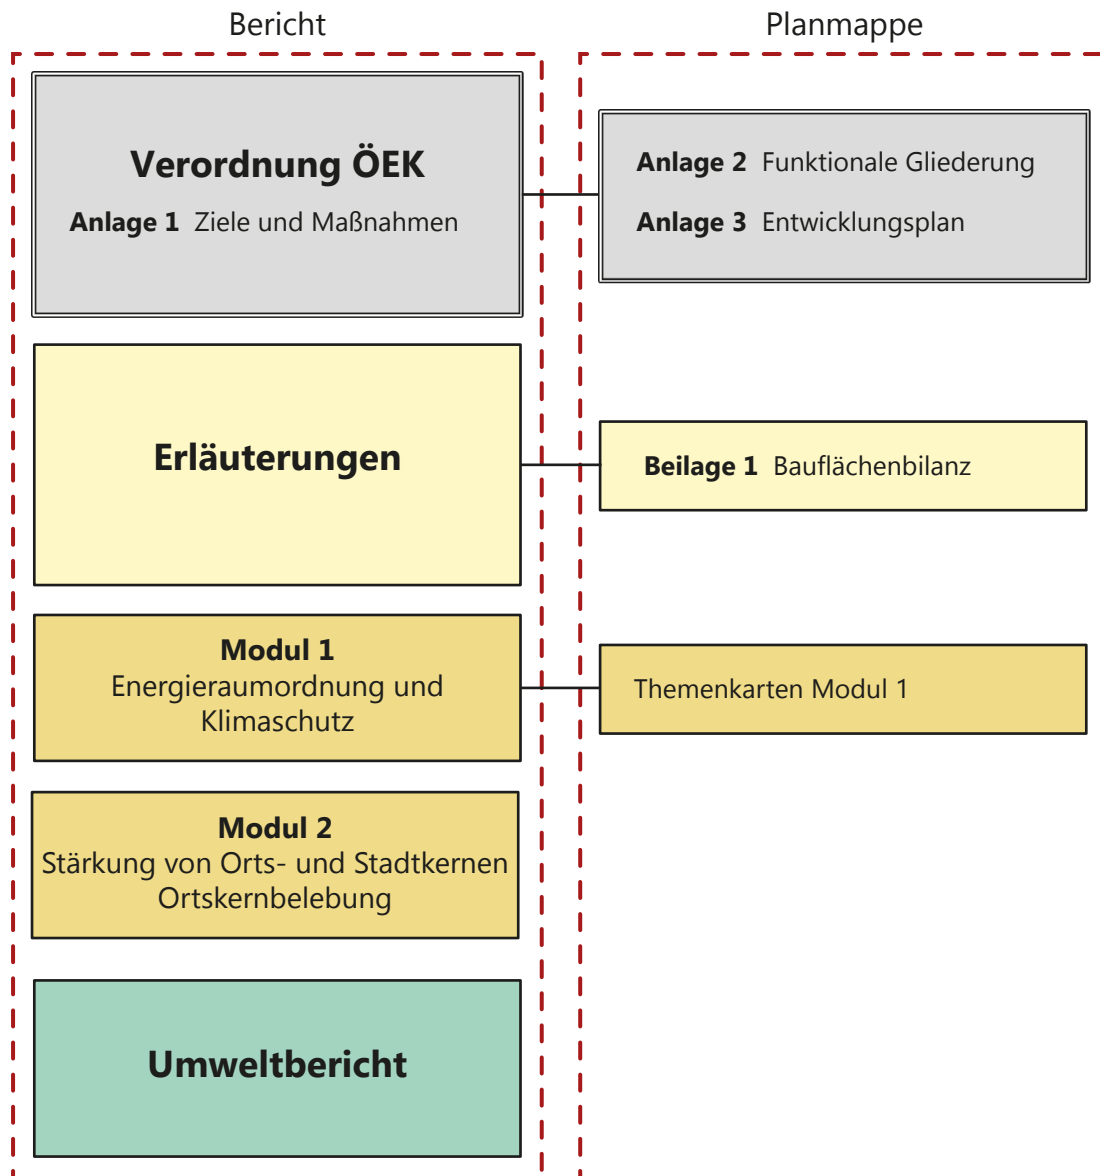 Bericht
Planmappe
Verordnung ÖEK
Anlage 1 Ziele und Maßnahmen
Anlage 2 Funktionale Gliederung
Anlage 3 Entwicklungsplan
Erläuterungen
Beilage 1 Bauflächenbilanz
Modul 1
Energieraumordnung und
Klimaschutz
Themenkarten Modul 1
Modul 2
Stärkung von Orts- und Stadtkernen
Ortskernbelebung
Umweltbericht